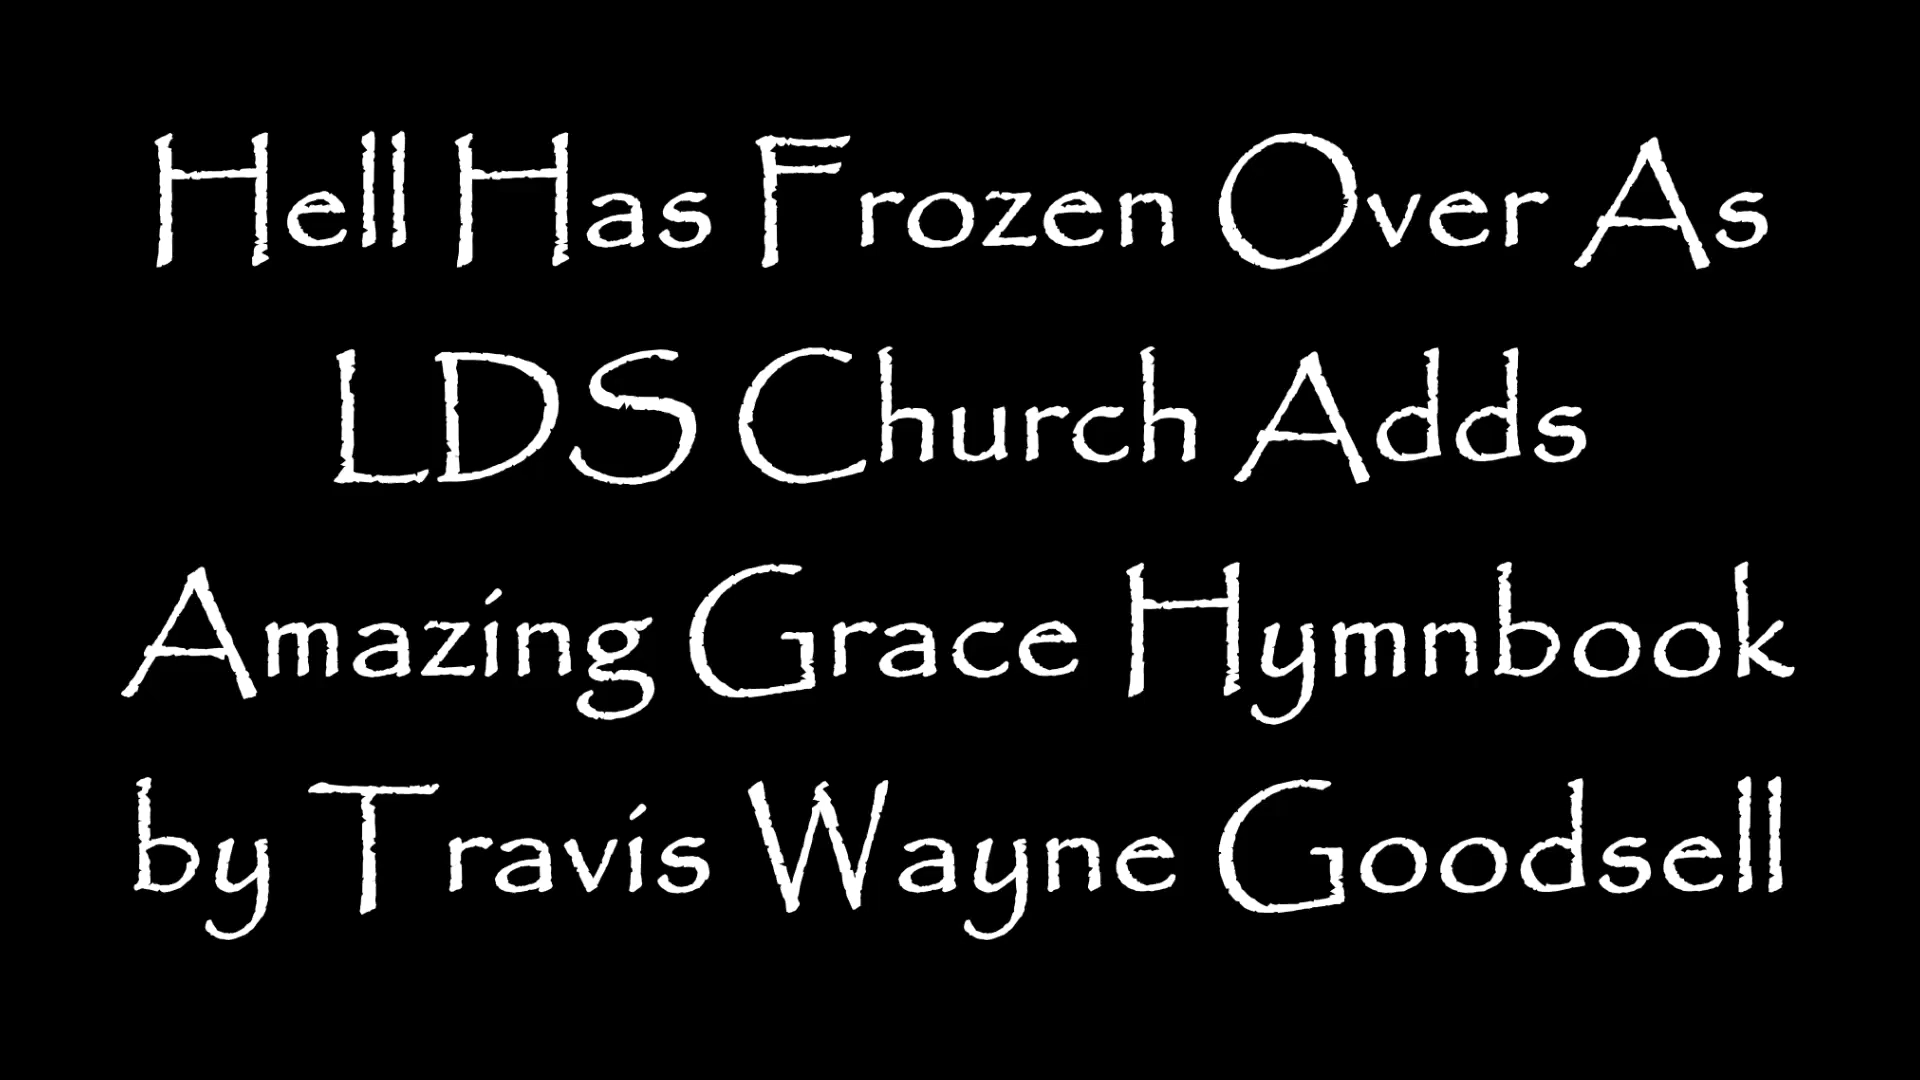 Hell Has Frozen Over As
LDS Church Adds
Amazing Grace Hymnbook
by Travis Wayne Goodsell